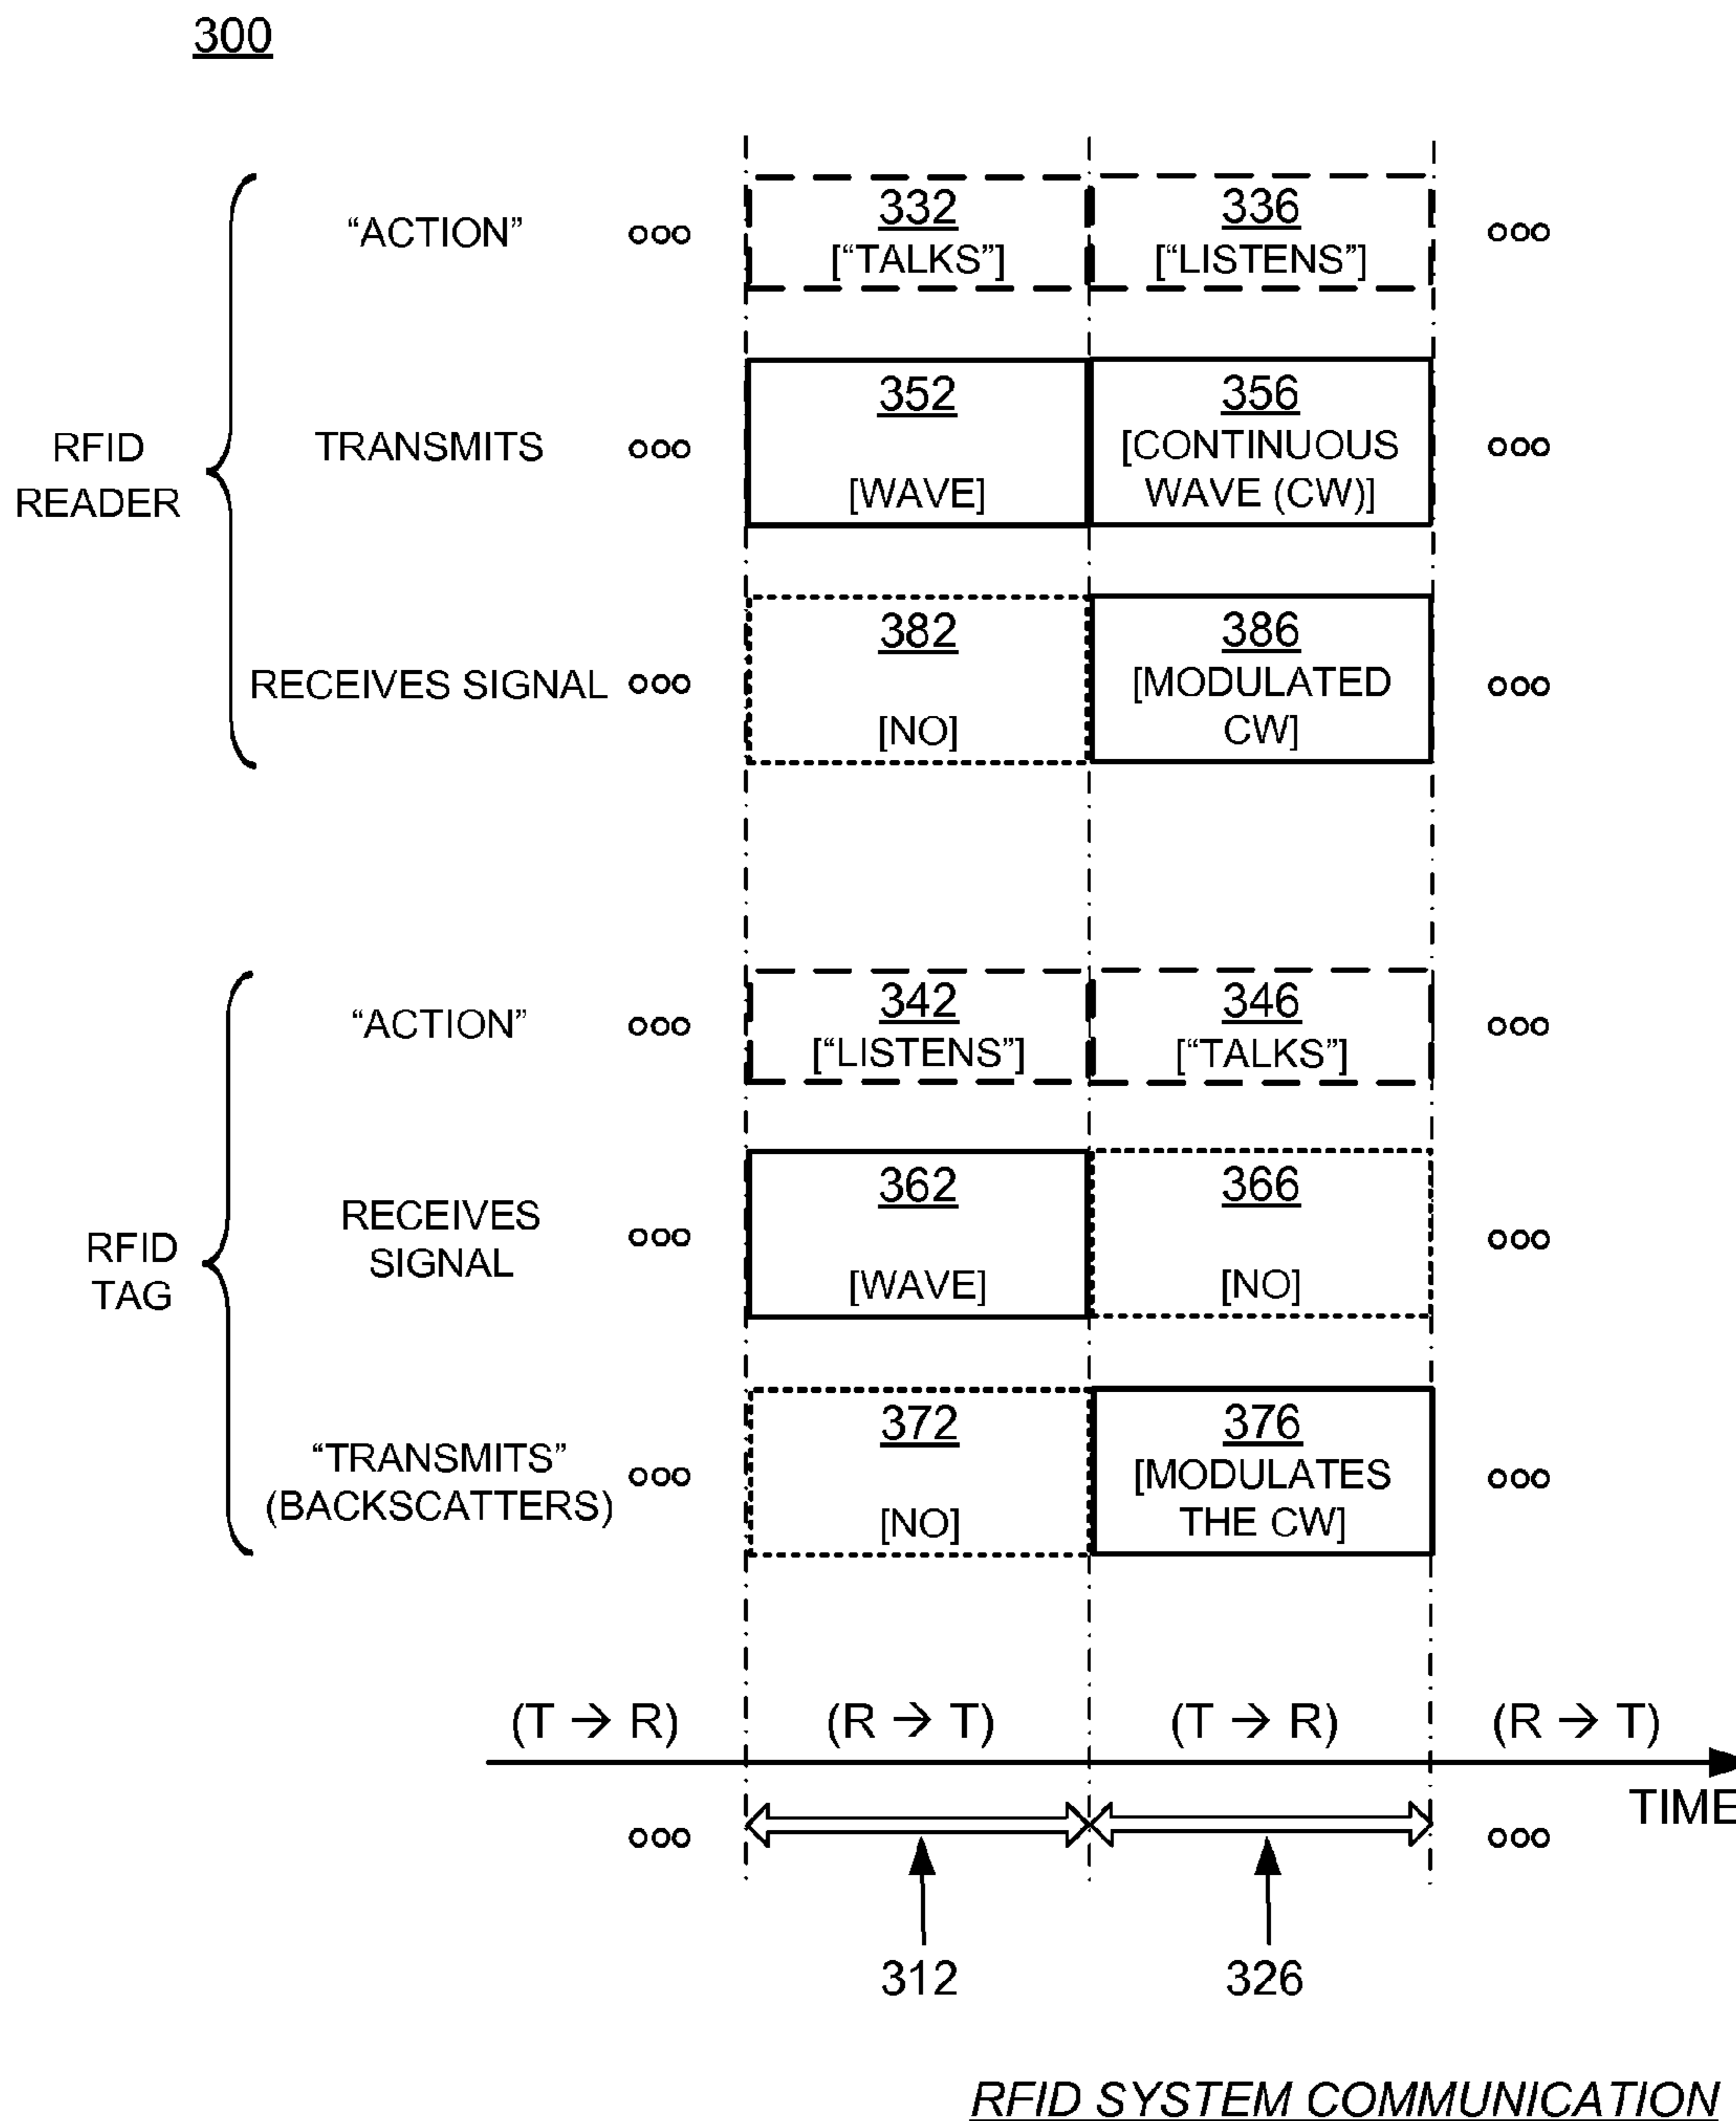 300
"ACTION"
ooo
332
["TALKS"]
336
["LISTENS"]
ooo
RFID
READER
TRANSMITS
ooo
352
[WAVE]
356
[CONTINUOUS
WAVE (CW)]
ooo
RECEIVES SIGNAL
ooo
382
[NO]
386
[MODULATED
CW]
ooo
"ACTION"
ooo
342
["LISTENS"]
346
["TALKS"]
ooo
RFID
TAG
RECEIVES
SIGNAL
ooo
362
[WAVE]
366
[NO]
ooo
"TRANSMITS"
(BACKSCATTERS)
ooo
372
[NO]
376
[MODULATES
THE CW]
ooo
(T → R)
(R → T)
(T → R)
(R → T)
TIME
ooo
ooo
312
326
RFID SYSTEM COMMUNICATION